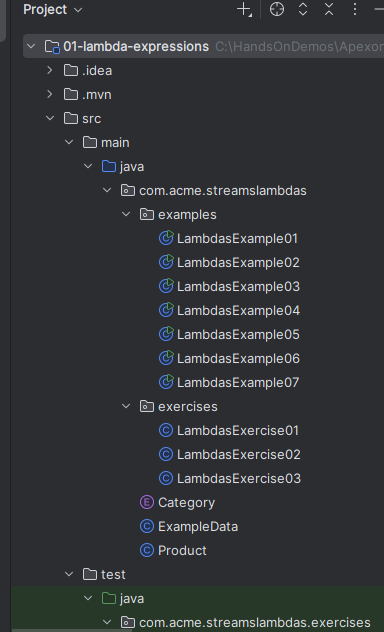 Project
01-lambda-expressions C:\HandsOnDemos\Apexon
.idea
.mvn
src
main
java
com.acme.streamslambdas
examples
LambdasExample01
LambdasExample02
LambdasExample03
LambdasExample04
LambdasExample05
LambdasExample06
LambdasExample07
exercises
LambdasExercise01
LambdasExercise02
LambdasExercise03
Category
ExampleData
Product
test
java
com.acme.streamslambdas.exercises